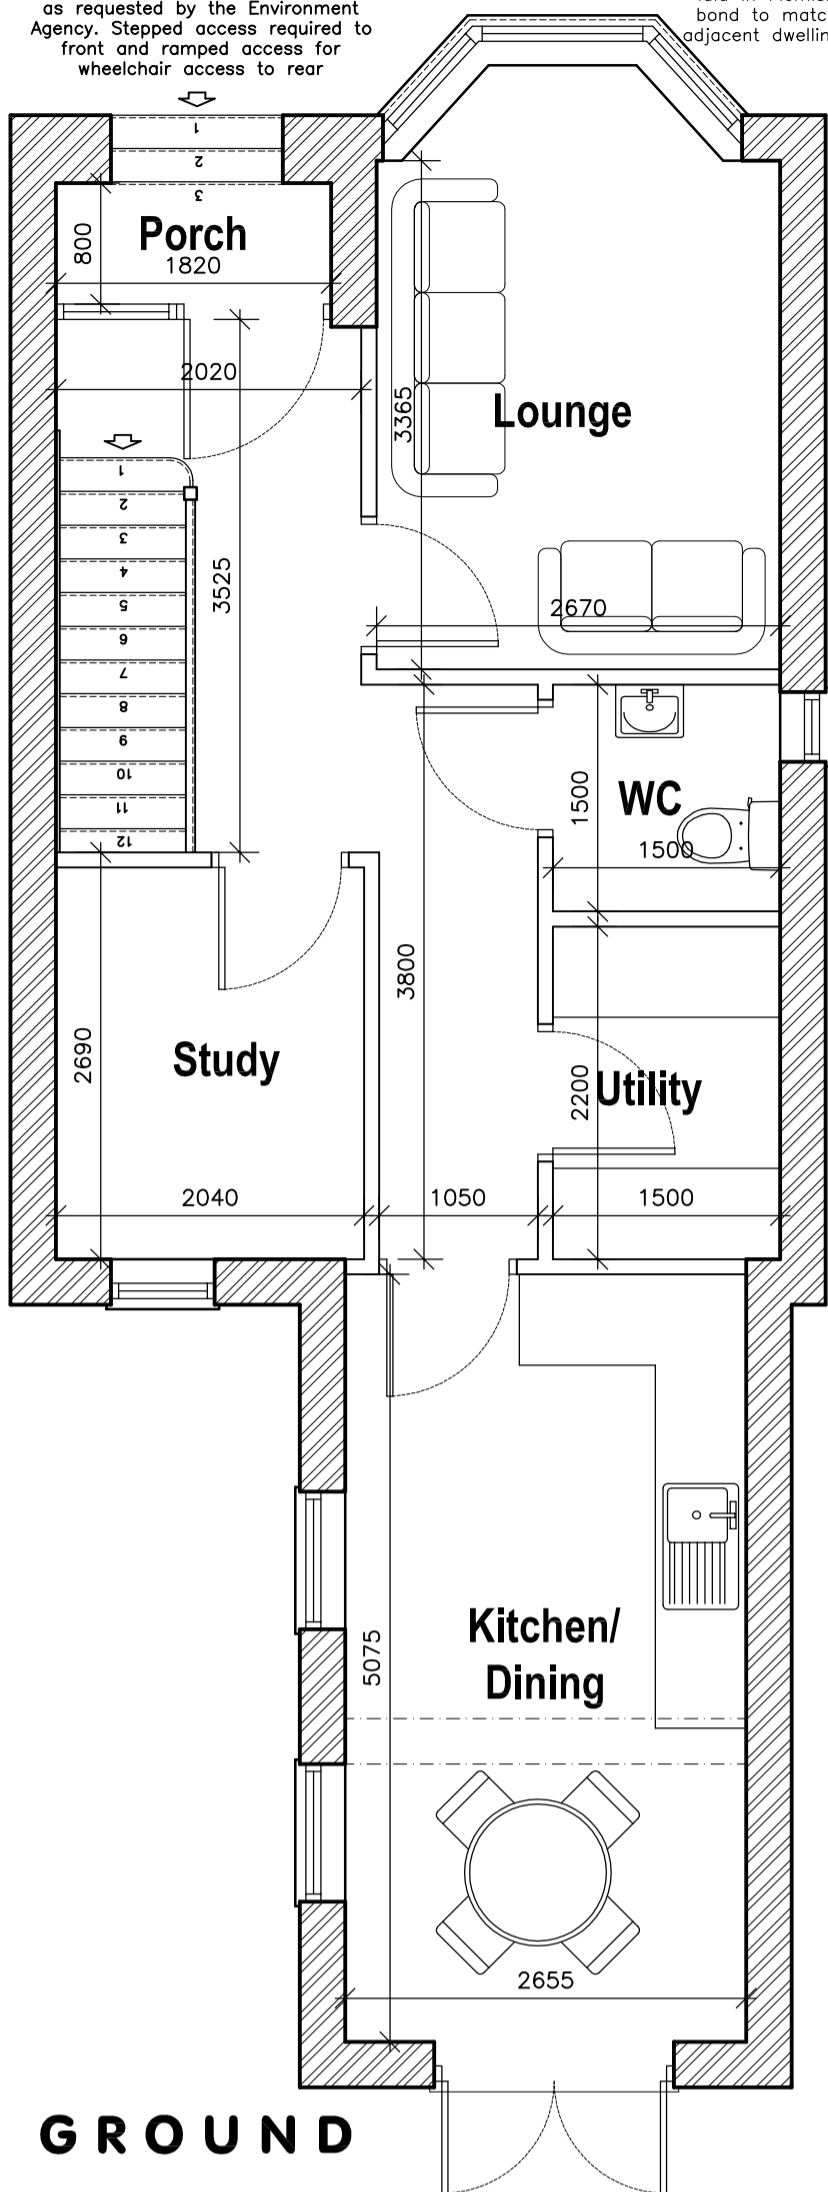 as requested by the Environment
Agency. Stepped access required to
front and ramped access for
wheelchair access to rear
bond to match
adjacent dwellin
1
2
3
800
Porch
1820
2020
3365
Lounge
1
2
3
4
5
6
7
8
9
10
11
12
3525
2670
1500
WC
1500
3800
2690
Study
2200
Utility
2040
1050
1500
5075
Kitchen/
Dining
2655
GROUND